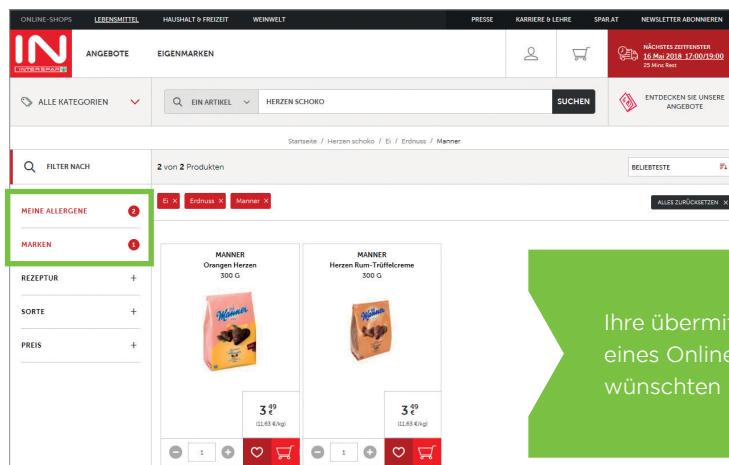 ONLINE-SHOPS LEBENSMITTEL HAUSHALT & FREIZEIT WEINWELT PRESSE KARRIERE & LEHRE SPAR.AT NEWSLETTER ABONNIEREN
IN
INTERSPAR
ANGEBOTE EIGENMARKEN
NÄCHSTES ZEITFENSTER
16 Mai 2018 17:00/19:00
25 Mins Rest
ALLE KATEGORIEN EIN ARTIKEL HERZEN SCHOKO SUCHEN
ENTDECKEN SIE UNSERE
ANGEBOTE
Startseite / Herzen schoko / Ei / Erdnuss / Manner
FILTER NACH 2 von 2 Produkten BELIEBTESTE
Ei X Erdnuss X Manner X ALLES ZURÜCKSETZEN X
MEINE ALLERGENE 2
MARKEN 1
REZEPTUR +
SORTE +
PREIS +
MANNER
Orangen Herzen
300 G
Manner
3 49 €
(11,63 €/kg)
1
MANNER
Herzen Rum-Trüffelcreme
300 G
Manner
3 49 €
(11,63 €/kg)
1
Ihre übermit
eines Online
wünschten